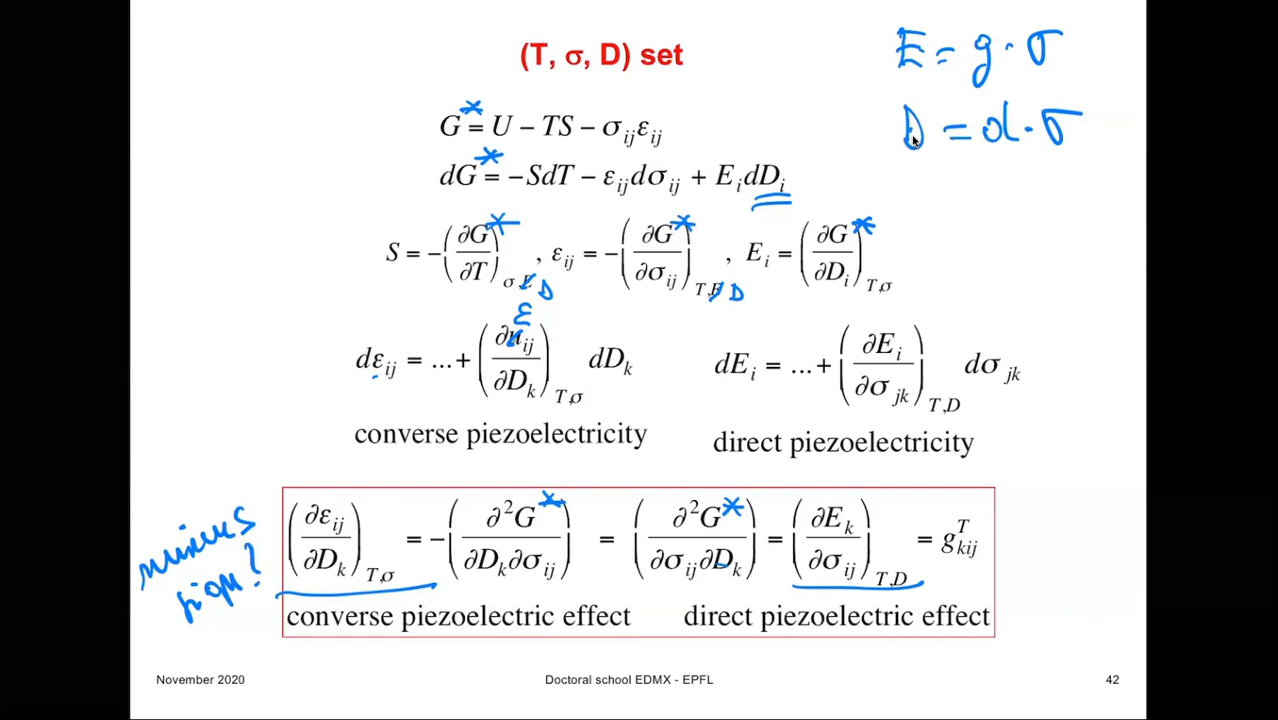 (T, σ, D) set
E = g · σ
D = d · σ
G* = U − TS − σ_ij ε_ij
dG* = −SdT − ε_ij dσ_ij + E_i dD_i
S = −(∂G*/∂T)_σ,E D , ε_ij = −(∂G*/∂σ_ij)_T,E D , E_i = (∂G*/∂D_i)_T,σ
dε_ij = ...+ (∂u_ij/∂D_k)_T,σ dD_k ε dE_i = ...+ (∂E_i/∂σ_jk)_T,D dσ_jk
converse piezoelectricity direct piezoelectricity
minus sign?
(∂ε_ij/∂D_k)_T,σ = −(∂²G*/∂D_k∂σ_ij) = (∂²G*/∂σ_ij∂D_k) = (∂E_k/∂σ_ij)_T,D = g^T_kij
converse piezoelectric effect direct piezoelectric effect
November 2020 Doctoral school EDMX - EPFL 42